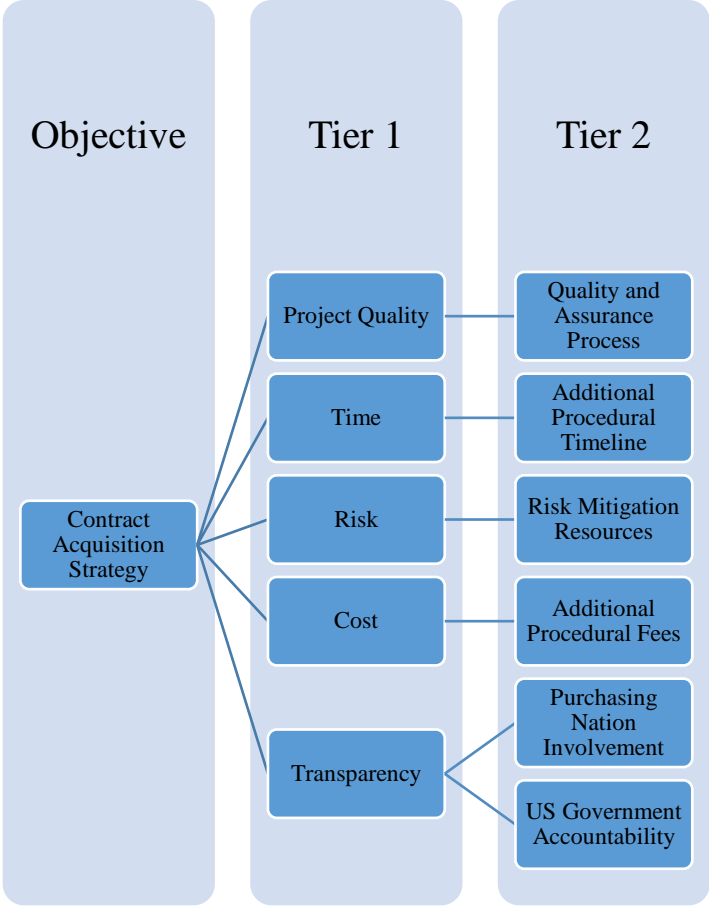 Objective
Tier 1
Tier 2
Contract
Acquisition
Strategy
Project Quality
Time
Risk
Cost
Transparency
Quality and
Assurance
Process
Additional
Procedural
Timeline
Risk Mitigation
Resources
Additional
Procedural Fees
Purchasing
Nation
Involvement
US Government
Accountability